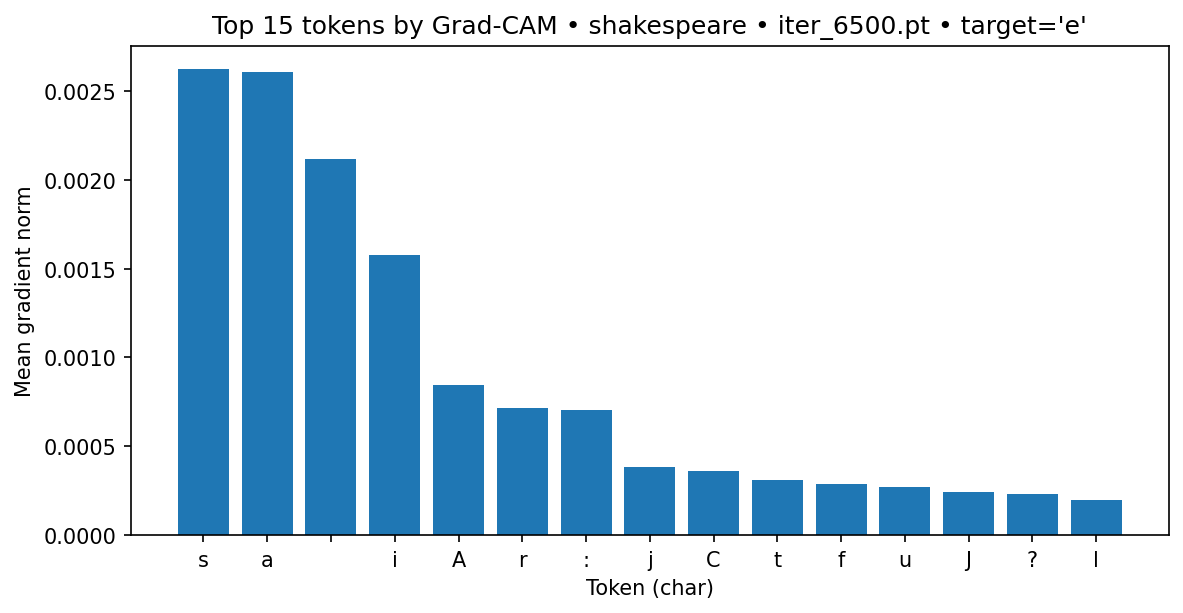 Top 15 tokens by Grad-CAM • shakespeare • iter_6500.pt • target='e'
Mean gradient norm
0.0025
0.0020
0.0015
0.0010
0.0005
0.0000
s a i A r : j C t f u J ? l
Token (char)